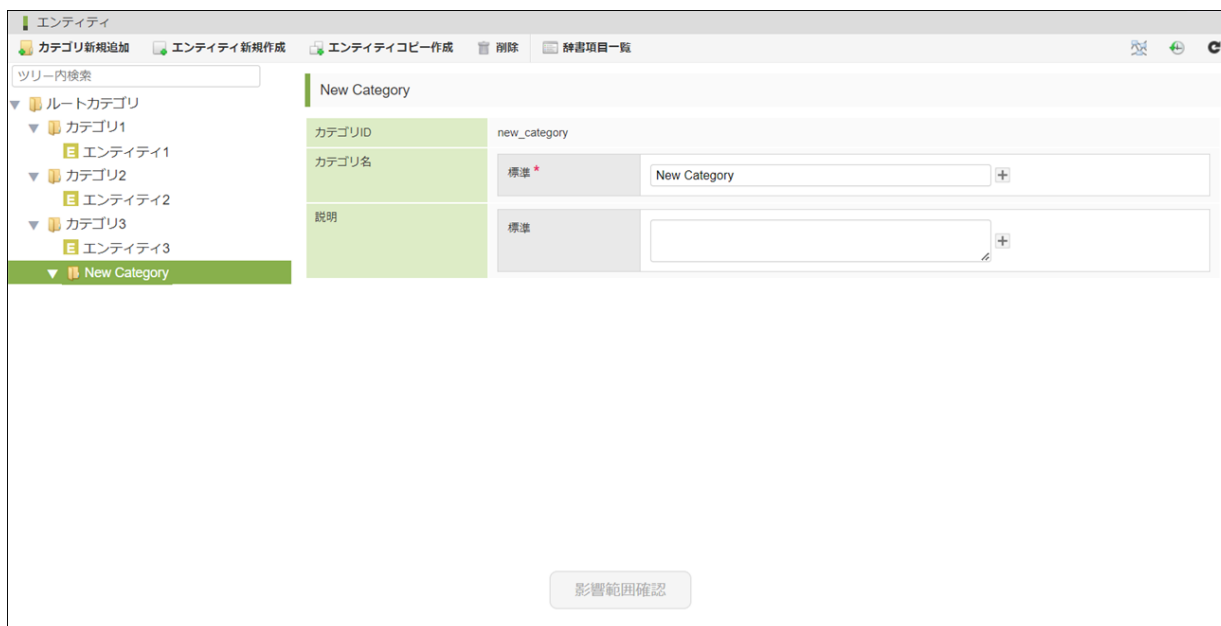 エンティティ
カテゴリ新規追加 エンティティ新規作成 エンティティコピー作成 削除 辞書項目一覧
ツリー内検索
ルートカテゴリ
カテゴリ1
E エンティティ1
カテゴリ2
E エンティティ2
カテゴリ3
E エンティティ3
New Category
New Category
カテゴリID new_category
カテゴリ名 標準 * New Category +
説明 標準 +
影響範囲確認